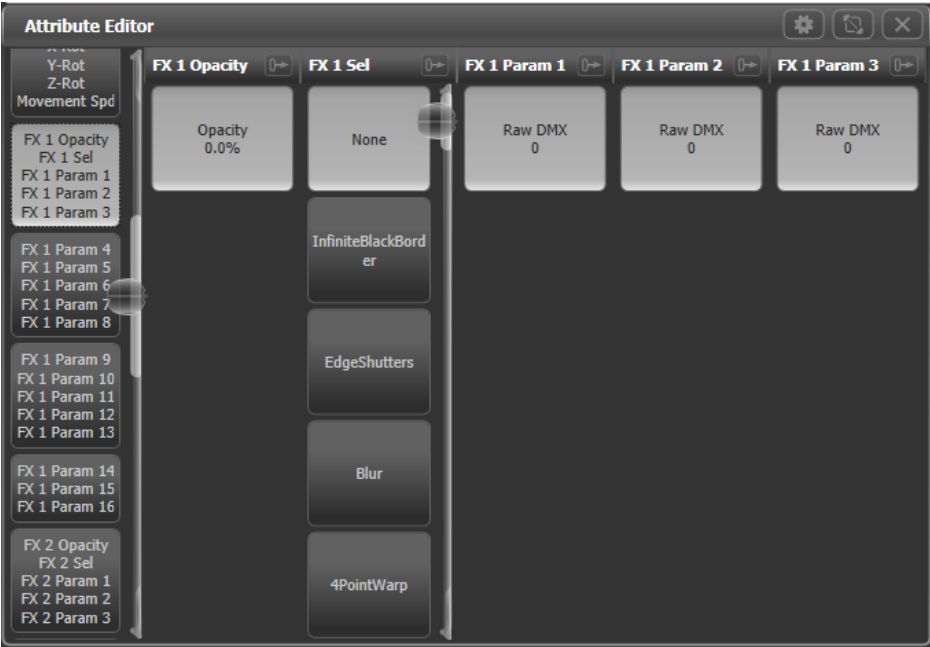 Attribute Editor
X-Rot
Y-Rot
Z-Rot
Movement Spd
FX 1 Opacity
FX 1 Sel
FX 1 Param 1
FX 1 Param 2
FX 1 Param 3
FX 1 Param 4
FX 1 Param 5
FX 1 Param 6
FX 1 Param 7
FX 1 Param 8
FX 1 Param 9
FX 1 Param 10
FX 1 Param 11
FX 1 Param 12
FX 1 Param 13
FX 1 Param 14
FX 1 Param 15
FX 1 Param 16
FX 2 Opacity
FX 2 Sel
FX 2 Param 1
FX 2 Param 2
FX 2 Param 3
FX 1 Opacity
Opacity
0.0%
FX 1 Sel
None
InfiniteBlackBord
er
EdgeShutters
Blur
4PointWarp
FX 1 Param 1
Raw DMX
0
FX 1 Param 2
Raw DMX
0
FX 1 Param 3
Raw DMX
0